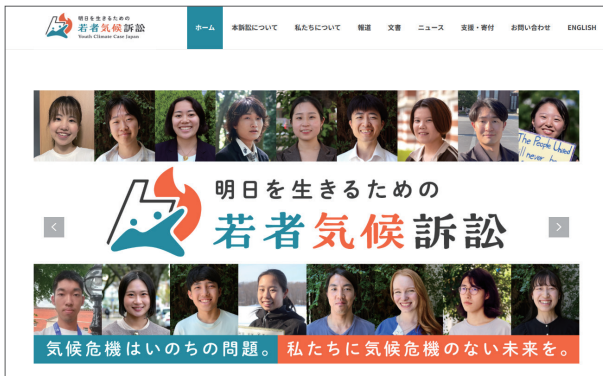 明日を生きるための
若者気候訴訟
Youth Climate Case Japan
ホーム 本訴訟について 私たちについて 報道 文書 ニュース 支援・寄付 お問い合わせ ENGLISH
The People United
明日を生きるための
若者気候訴訟
気候危機はいのちの問題。 私たちに気候危機のない未来を。